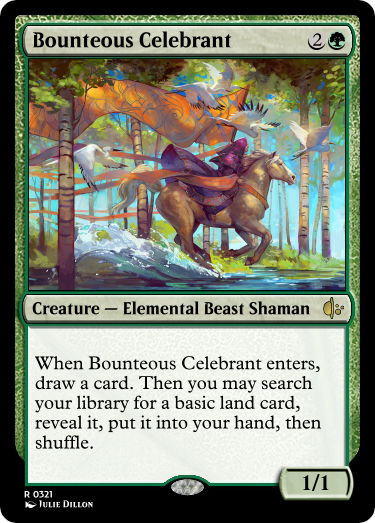 Bounteous Celebrant 2
Creature — Elemental Beast Shaman
When Bounteous Celebrant enters,
draw a card. Then you may search
your library for a basic land card,
reveal it, put it into your hand, then
shuffle.
1/1
R 0321
Julie Dillon